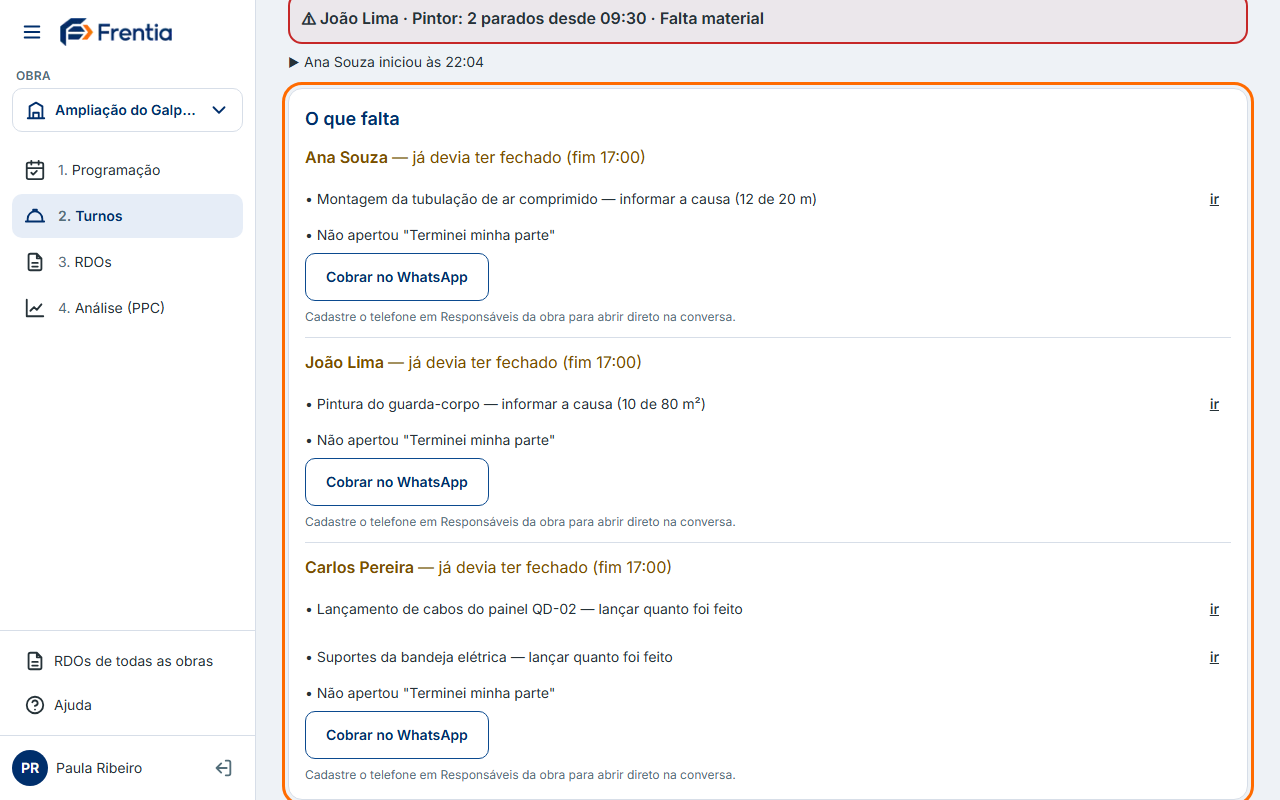 Frentia
OBRA
Ampliação do Galp...
1. Programação
2. Turnos
3. RDOs
4. Análise (PPC)
RDOs de todas as obras
Ajuda
PR Paula Ribeiro
⚠ João Lima · Pintor: 2 parados desde 09:30 · Falta material
▶ Ana Souza iniciou às 22:04
O que falta
Ana Souza — já devia ter fechado (fim 17:00)
• Montagem da tubulação de ar comprimido — informar a causa (12 de 20 m) ir
• Não apertou "Terminei minha parte"
Cobrar no WhatsApp
Cadastre o telefone em Responsáveis da obra para abrir direto na conversa.
João Lima — já devia ter fechado (fim 17:00)
• Pintura do guarda-corpo — informar a causa (10 de 80 m²) ir
• Não apertou "Terminei minha parte"
Cobrar no WhatsApp
Cadastre o telefone em Responsáveis da obra para abrir direto na conversa.
Carlos Pereira — já devia ter fechado (fim 17:00)
• Lançamento de cabos do painel QD-02 — lançar quanto foi feito ir
• Suportes da bandeja elétrica — lançar quanto foi feito ir
• Não apertou "Terminei minha parte"
Cobrar no WhatsApp
Cadastre o telefone em Responsáveis da obra para abrir direto na conversa.